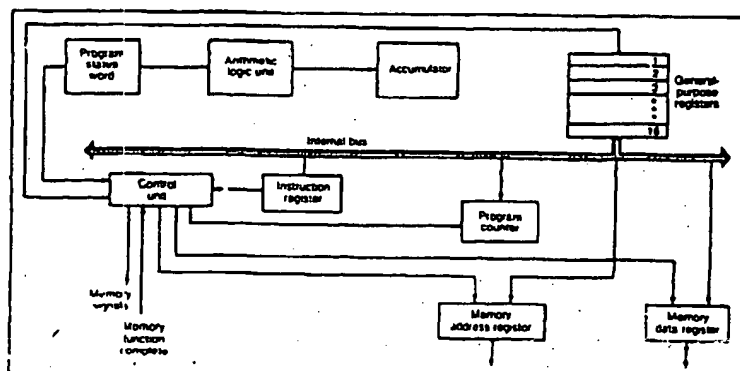 Program
status
word
Arithmetic
logic unit
Accumulator
1
2
3
16
General-
purpose
registers
Internal bus
Control
unit
Instruction
register
Program
counter
Memory
signals
Memory
function
complete
Memory
address register
Memory
data register